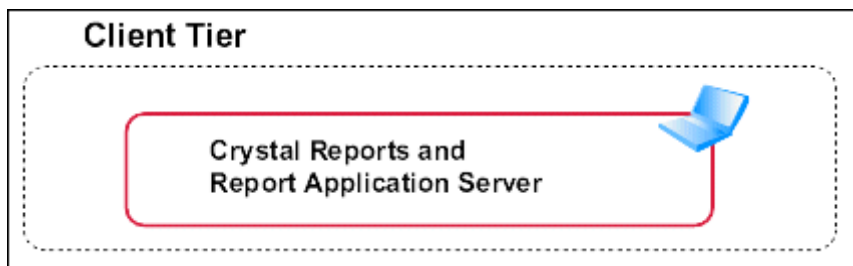 Client Tier
Crystal Reports and
Report Application Server